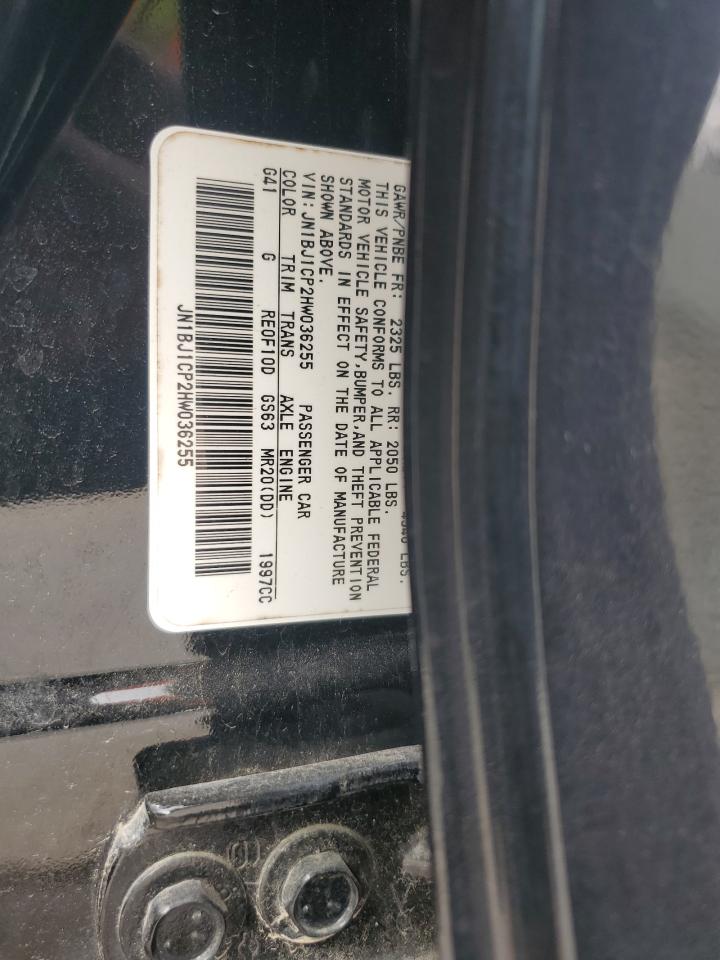 LBS.
GAWR/PNBE FR: 2325 LBS. RR: 2050 LBS.
THIS VEHICLE CONFORMS TO ALL APPLICABLE FEDERAL
MOTOR VEHICLE SAFETY,BUMPER,AND THEFT PREVENTION
STANDARDS IN EFFECT ON THE DATE OF MANUFACTURE
SHOWN ABOVE.
VIN:JN1BJ1CP2HW036255 PASSENGER CAR
COLOR TRIM TRANS AXLE ENGINE
G41 G RE0F10D GS63 MR20(DD) 1997CC
JN1BJ1CP2HW036255